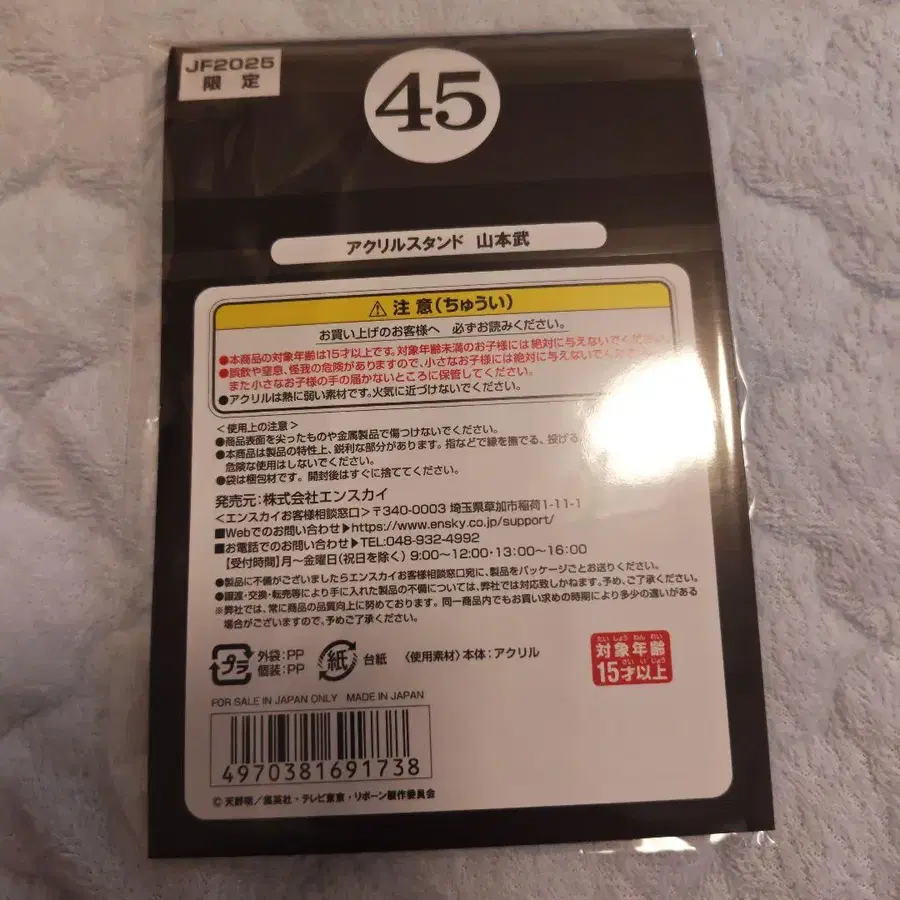 JF2025
限 定
45
アクリルスタンド 山本武
⚠注意(ちゅうい)
お買い上げのお客様へ 必ずお読みください。
●本商品の対象年齢は15才以上です。対象年齢未満のお子様には絶対に与えないでください。
●誤飲や窒息、怪我の危険がありますので、小さなお子様には絶対に与えないでください。
また小さなお子様の手の届かないところに保管してください。
●アクリルは熱に弱い素材です。火気に近づけないでください。
<使用上の注意>
●商品表面を尖ったものや金属製品で傷つけないでください。
●本商品は製品の特性上、鋭利な部分があります。指などで縁を撫でる、投げる
危険な使用はしないでください。
●袋は梱包材です。開封後はすぐに捨ててください。
発売元:株式会社エンスカイ
<エンスカイお客様相談窓口>〒340-0003 埼玉県草加市稲荷1-11-1
■Webでのお問い合わせ▶https://www.ensky.co.jp/support/
■お電話でのお問い合わせ▶TEL:048-932-4992
【受付時間】月～金曜日(祝日を除く) 9:00～12:00・13:00～16:00
●製品に不備がございましたらエンスカイお客様相談窓口宛に、製品をパッケージごとお送りください。
●譲渡・交換・転売等により手に入れた製品の不備については、弊社では対応致しかねます。予め、ご了承ください。
※弊社では、常に商品の品質向上に努めております。同一商品内でもお買い求めの時期により多少の違いがある
場合がございますので、予めご了承ください。
プラ 外袋:PP
個装:PP
紙 台紙 〈使用素材〉本体:アクリル
たいしょうねんれい
対象年齢
さいいじょう
15才以上
FOR SALE IN JAPAN ONLY MADE IN JAPAN
4970381691738
© 天野明/集英社・テレビ東京・リボーン製作委員会